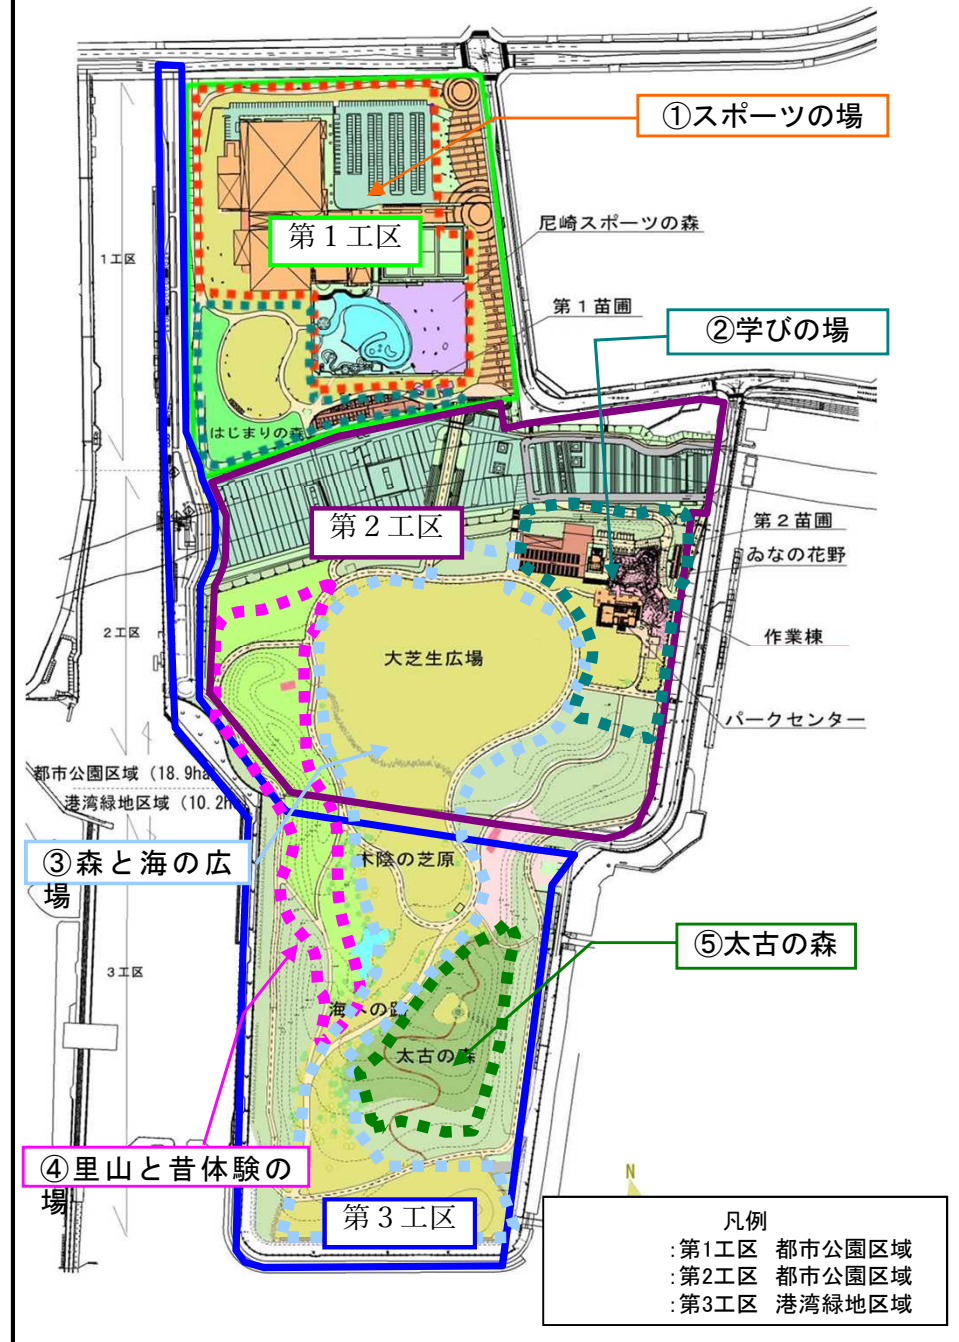 ①スポーツの場
尼崎スポーツの森
第１工区
1工区
第１苗圃
②学びの場
はじまりの森
第２工区
第２苗圃
ゐなの花野
2工区
作業棟
大芝生広場
パークセンター
都市公園区域 (18.9ha
港湾緑地区域 (10.2h
③森と海の広
場
木陰の芝原
⑤太古の森
3工区
海への路
太古の森
④里山と昔体験の
場
N
第３工区
凡例
:第1工区 都市公園区域
:第2工区 都市公園区域
:第3工区 港湾緑地区域